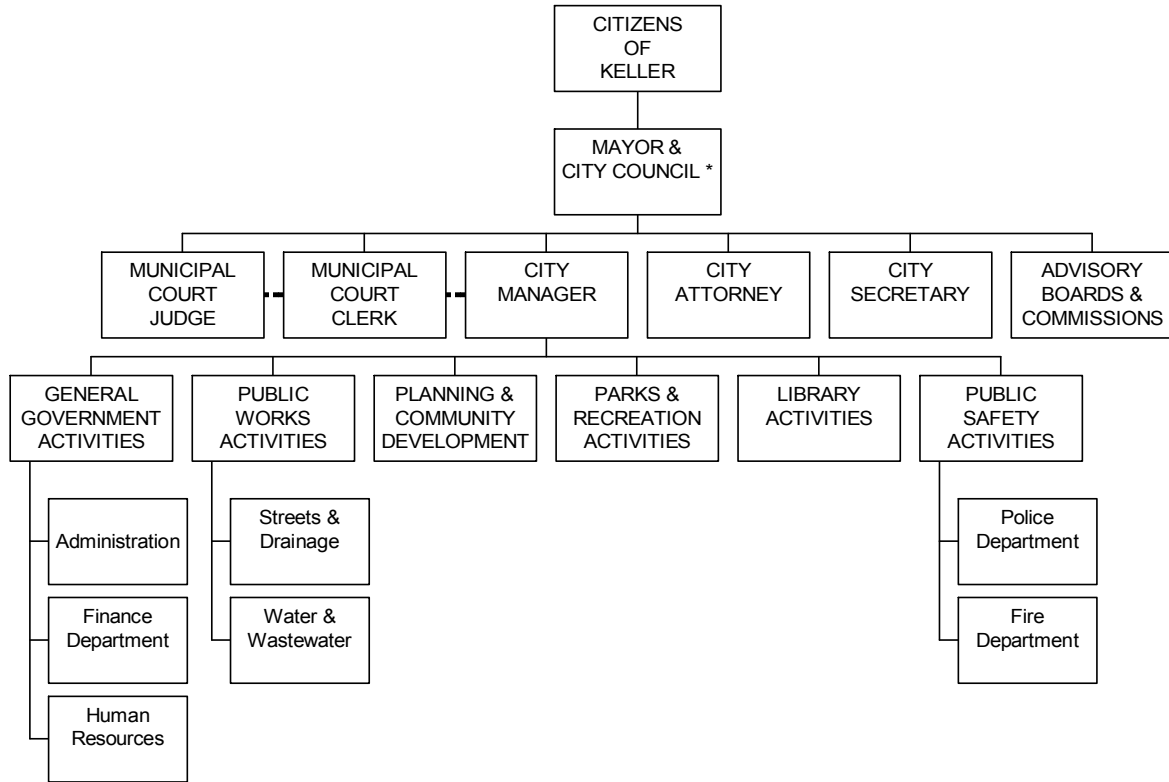 CITIZENS
OF
KELLER
MAYOR &
CITY COUNCIL *
MUNICIPAL
COURT
JUDGE
MUNICIPAL
COURT
CLERK
CITY
MANAGER
CITY
ATTORNEY
CITY
SECRETARY
ADVISORY
BOARDS &
COMMISSIONS
GENERAL
GOVERNMENT
ACTIVITIES
PUBLIC
WORKS
ACTIVITIES
PLANNING &
COMMUNITY
DEVELOPMENT
PARKS &
RECREATION
ACTIVITIES
LIBRARY
ACTIVITIES
PUBLIC
SAFETY
ACTIVITIES
Administration
Finance
Department
Human
Resources
Streets &
Drainage
Water &
Wastewater
Police
Department
Fire
Department